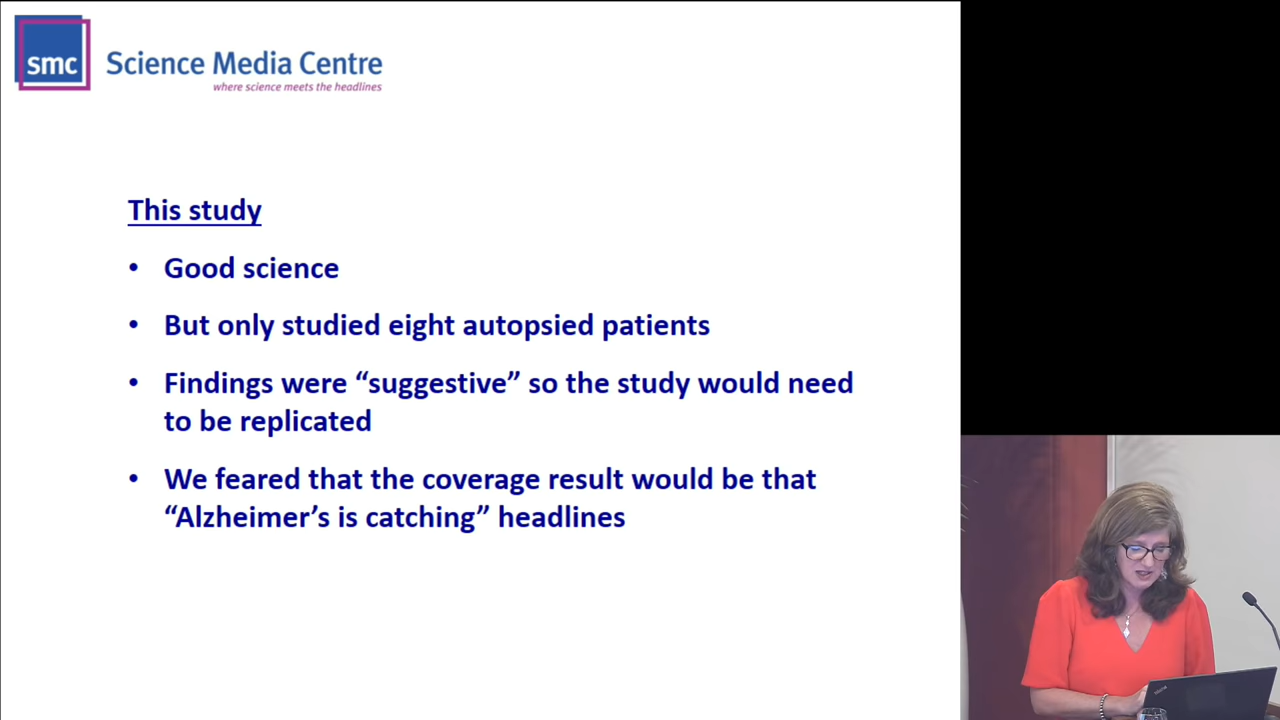 smc
Science Media Centre
where science meets the headlines
This study
• Good science
• But only studied eight autopsied patients
• Findings were “suggestive” so the study would need
to be replicated
• We feared that the coverage result would be that
“Alzheimer’s is catching” headlines